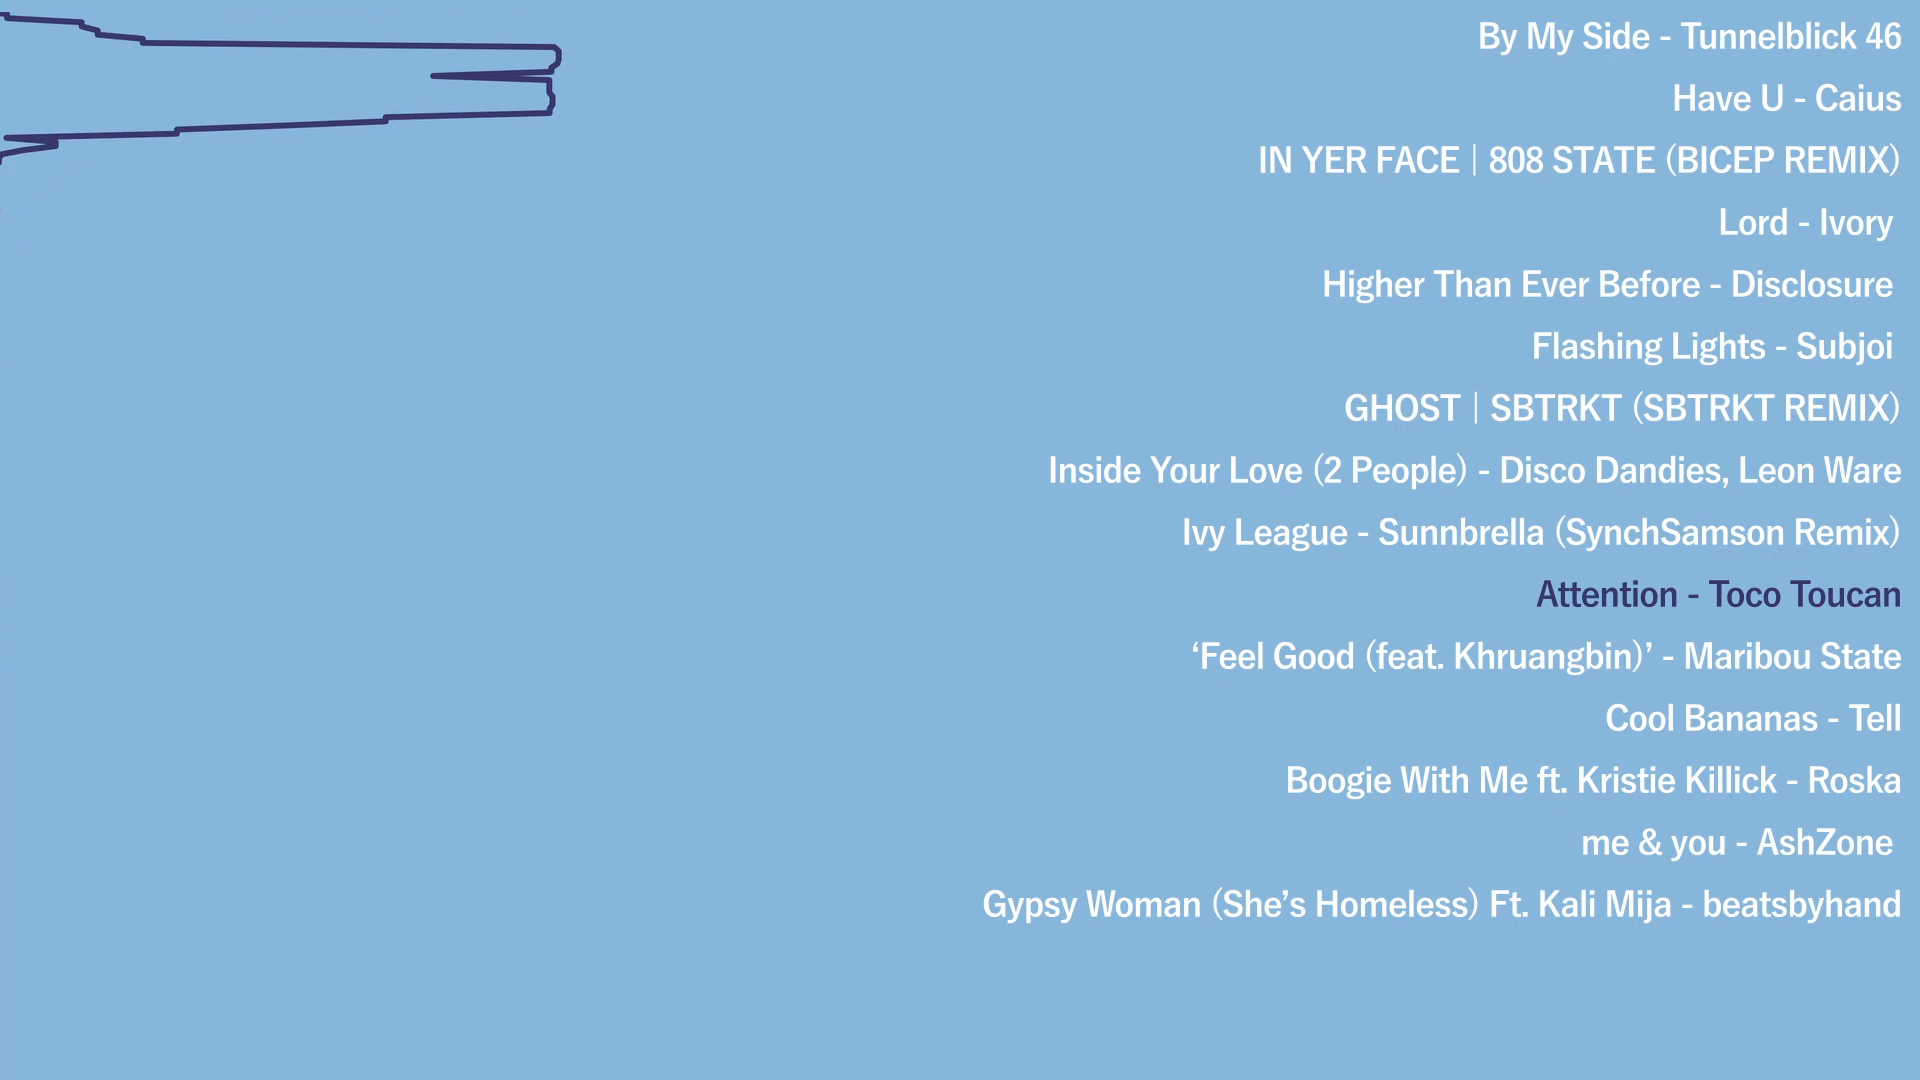 By My Side - Tunnelblick 46
Have U - Caius
IN YER FACE | 808 STATE (BICEP REMIX)
Lord - Ivory
Higher Than Ever Before - Disclosure
Flashing Lights - Subjoi
GHOST | SBTRKT (SBTRKT REMIX)
Inside Your Love (2 People) - Disco Dandies, Leon Ware
Ivy League - Sunnbrella (SynchSamson Remix)
Attention - Toco Toucan
‘Feel Good (feat. Khruangbin)’ - Maribou State
Cool Bananas - Tell
Boogie With Me ft. Kristie Killick - Roska
me & you - AshZone
Gypsy Woman (She’s Homeless) Ft. Kali Mija - beatsbyhand